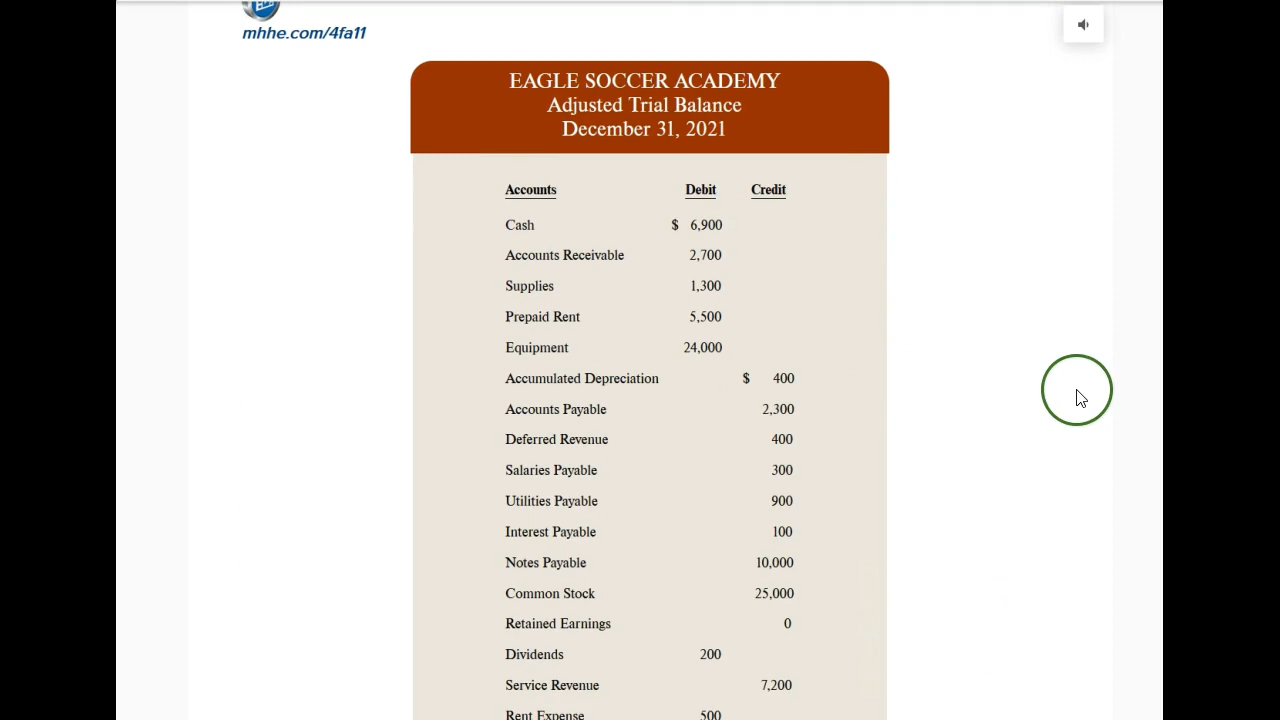 mhhe.com/4fa11
EAGLE SOCCER ACADEMY
Adjusted Trial Balance
December 31, 2021
Accounts Debit Credit
Cash $ 6,900
Accounts Receivable 2,700
Supplies 1,300
Prepaid Rent 5,500
Equipment 24,000
Accumulated Depreciation $ 400
Accounts Payable 2,300
Deferred Revenue 400
Salaries Payable 300
Utilities Payable 900
Interest Payable 100
Notes Payable 10,000
Common Stock 25,000
Retained Earnings 0
Dividends 200
Service Revenue 7,200
Rent Expense 500